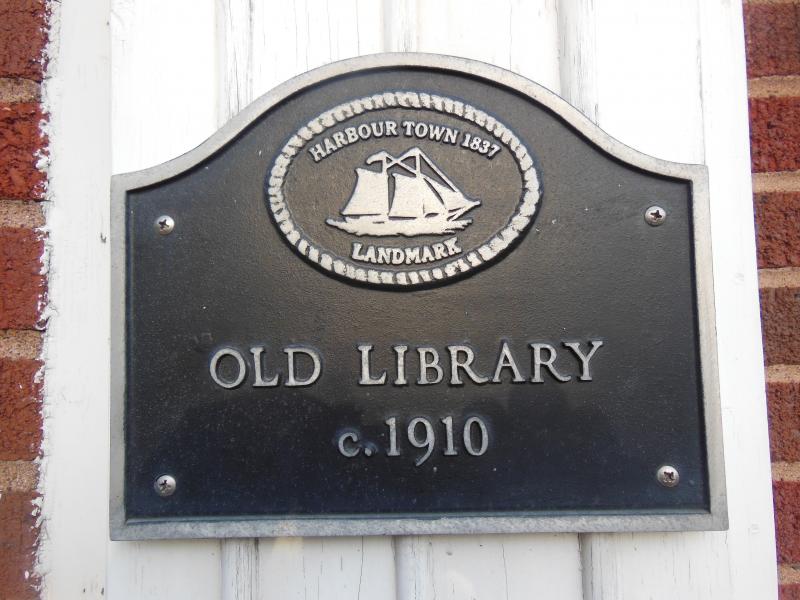 HARBOUR TOWN 1837
LANDMARK
OLD LIBRARY
c. 1910